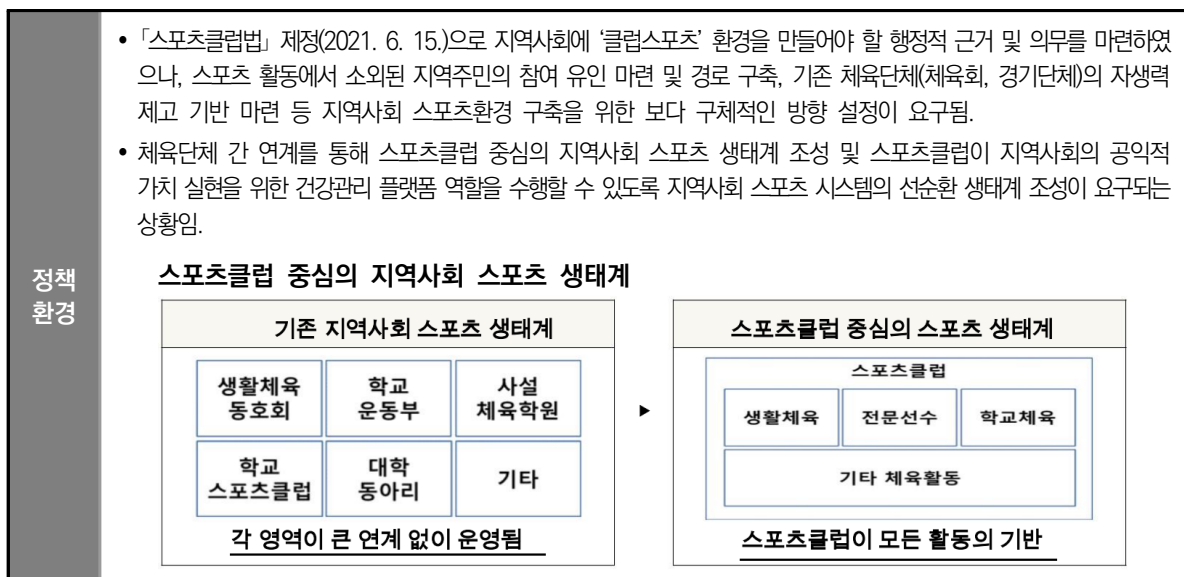 정책
환경
• 「스포츠클럽법」 제정(2021. 6. 15.)으로 지역사회에 ‘클럽스포츠’ 환경을 만들어야 할 행정적 근거 및 의무를 마련하였
으나, 스포츠 활동에서 소외된 지역주민의 참여 유인 마련 및 경로 구축, 기존 체육단체(체육회, 경기단체)의 자생력
제고 기반 마련 등 지역사회 스포츠환경 구축을 위한 보다 구체적인 방향 설정이 요구됨.
• 체육단체 간 연계를 통해 스포츠클럽 중심의 지역사회 스포츠 생태계 조성 및 스포츠클럽이 지역사회의 공익적
가치 실현을 위한 건강관리 플랫폼 역할을 수행할 수 있도록 지역사회 스포츠 시스템의 선순환 생태계 조성이 요구되는
상황임.
스포츠클럽 중심의 지역사회 스포츠 생태계
기존 지역사회 스포츠 생태계
생활체육
동호회
학교
운동부
사설
체육학원
학교
스포츠클럽
대학
동아리
기타
각 영역이 큰 연계 없이 운영됨
▶
스포츠클럽 중심의 스포츠 생태계
스포츠클럽
생활체육
전문선수
학교체육
기타 체육활동
스포츠클럽이 모든 활동의 기반